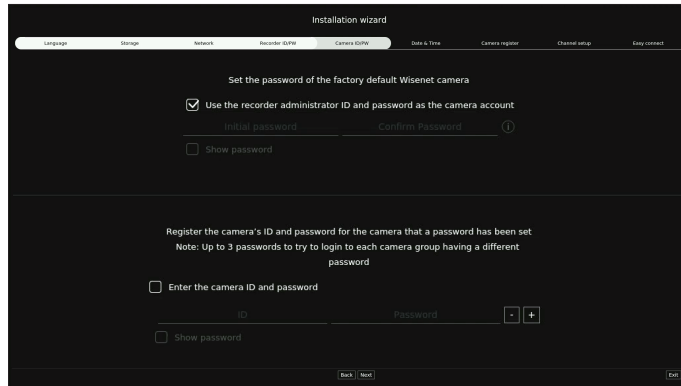 Installation wizard
Language Storage Network Recorder ID/PW Camera ID/PW Date & Time Camera register Channel setup Easy connect
Set the password of the factory default Wisenet camera
Use the recorder administrator ID and password as the camera account
Initial password Confirm Password i
Show password
Register the camera's ID and password for the camera that a password has been set
Note: Up to 3 passwords to try to login to each camera group having a different
password
Enter the camera ID and password
ID Password - +
Show password
Back Next Exit